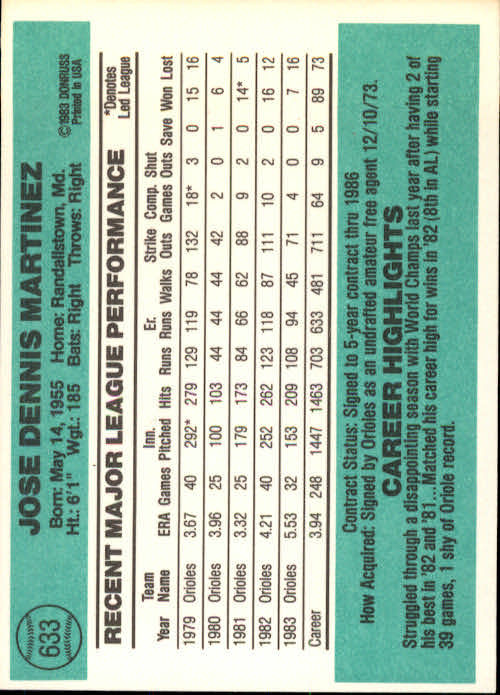 633
JOSE DENNIS MARTINEZ
©1983 DONRUSS
Printed in USA
Born: May 14, 1955 Home: Randallstown, Md.
Ht.: 6'1" Wgt.: 185 Bats: Right Throws: Right
RECENT MAJOR LEAGUE PERFORMANCE
*Denotes
Led League
Team Inn. Er. Strike Comp. Shut
Year Name ERA Games Pitched Hits Runs Runs Walks Outs Games Outs Save Won Lost
1979 Orioles 3.67 40 292* 279 129 119 78 132 18* 3 0 15 16
1980 Orioles 3.96 25 100 103 44 44 44 42 2 0 1 6 4
1981 Orioles 3.32 25 179 173 84 66 62 88 9 2 0 14* 5
1982 Orioles 4.21 40 252 262 123 118 87 111 10 2 0 16 12
1983 Orioles 5.53 32 153 209 108 94 45 71 4 0 0 7 16
Career 3.94 248 1447 1463 703 633 481 711 64 9 5 89 73
Contract Status: Signed to 5-year contract thru 1986
How Acquired: Signed by Orioles as an undrafted amateur free agent 12/10/73.
CAREER HIGHLIGHTS
Struggled through a disappointing season with World Champs last year after having 2 of
his best in '82 and '81...Matched his career high for wins in '82 (8th in AL) while starting
39 games, 1 shy of Oriole record.